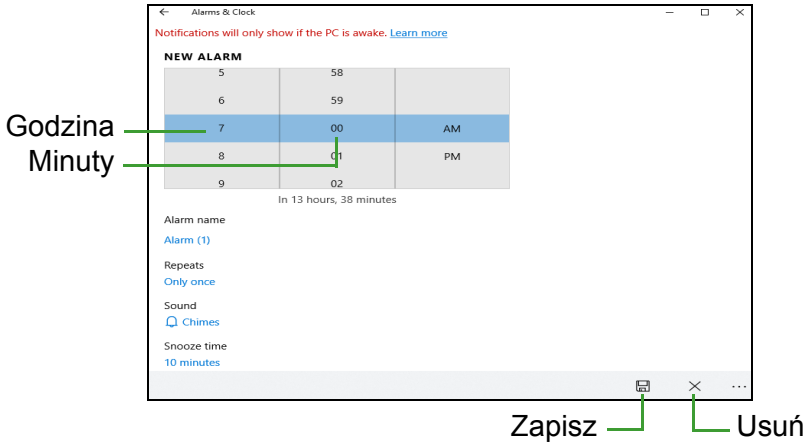 Alarms & Clock
Notifications will only show if the PC is awake. Learn more
NEW ALARM
5 58
6 59
Godzina 7 00 AM
Minuty 8 01 PM
9 02
In 13 hours, 38 minutes
Alarm name
Alarm (1)
Repeats
Only once
Sound
Chimes
Snooze time
10 minutes
Zapisz Usuń